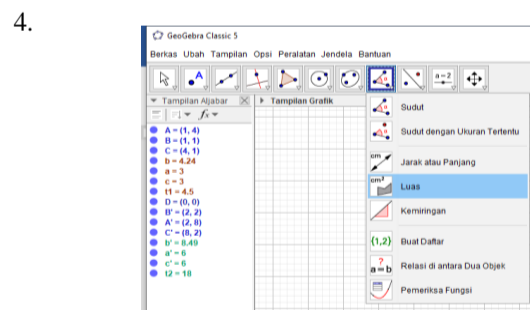 4.
GeoGebra Classic 5
Berkas Ubah Tampilan Opsi Peralatan Jendela Bantuan
A
a=2
Tampilan Aljabar
Tampilan Grafik
fx
A = (1, 4)
B = (1, 1)
C = (4, 1)
b = 4.24
a = 3
c = 3
t1 = 4.5
D = (0, 0)
B' = (2, 2)
A' = (2, 8)
C' = (8, 2)
b' = 8.49
a' = 6
c' = 6
t2 = 18
Sudut
Sudut dengan Ukuran Tertentu
cm
Jarak atau Panjang
cm²
Luas
Kemiringan
{1,2} Buat Daftar
?
a=b Relasi di antara Dua Objek
Pemeriksa Fungsi